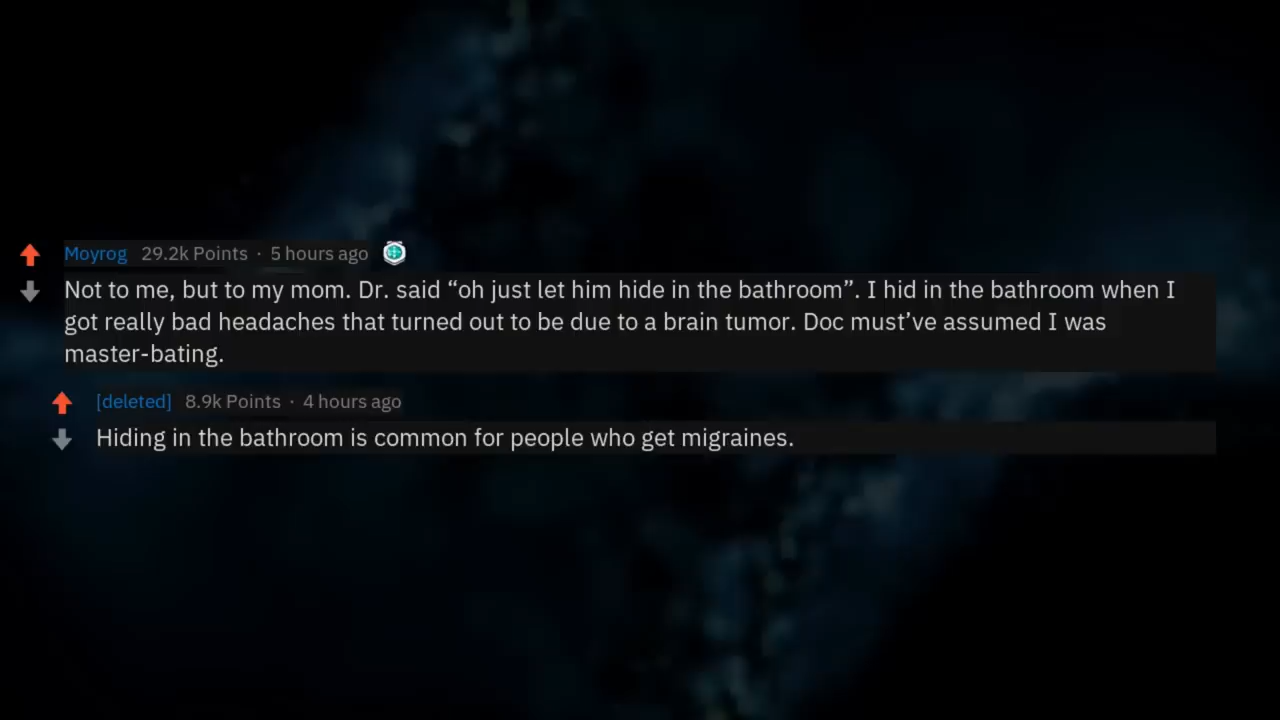 Moyrog 29.2k Points · 5 hours ago
Not to me, but to my mom. Dr. said “oh just let him hide in the bathroom”. I hid in the bathroom when I
got really bad headaches that turned out to be due to a brain tumor. Doc must’ve assumed I was
master-bating.
[deleted] 8.9k Points · 4 hours ago
Hiding in the bathroom is common for people who get migraines.